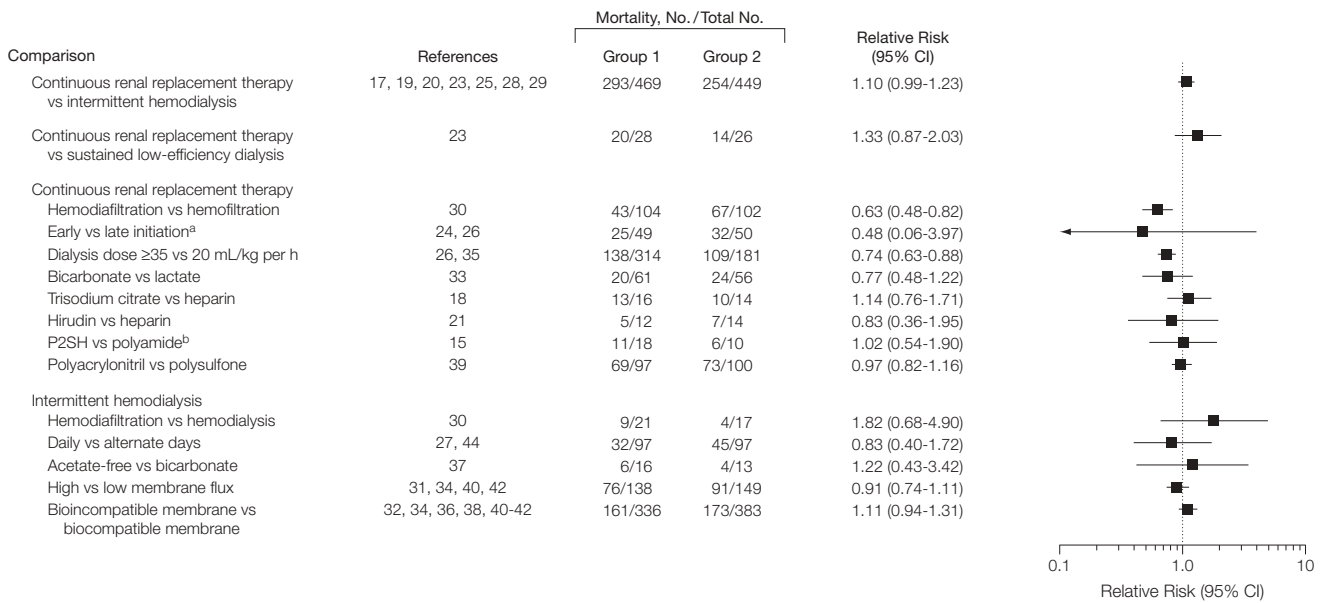 Mortality, No./Total No.
Comparison References Group 1 Group 2 Relative Risk (95% CI)
Continuous renal replacement therapy 17, 19, 20, 23, 25, 28, 29 293/469 254/449 1.10 (0.99-1.23)
vs intermittent hemodialysis
Continuous renal replacement therapy 23 20/28 14/26 1.33 (0.87-2.03)
vs sustained low-efficiency dialysis
Continuous renal replacement therapy
Hemodiafiltration vs hemofiltration 30 43/104 67/102 0.63 (0.48-0.82)
Early vs late initiationᵃ 24, 26 25/49 32/50 0.48 (0.06-3.97)
Dialysis dose ≥35 vs 20 mL/kg per h 26, 35 138/314 109/181 0.74 (0.63-0.88)
Bicarbonate vs lactate 33 20/61 24/56 0.77 (0.48-1.22)
Trisodium citrate vs heparin 18 13/16 10/14 1.14 (0.76-1.71)
Hirudin vs heparin 21 5/12 7/14 0.83 (0.36-1.95)
P2SH vs polyamideᵇ 15 11/18 6/10 1.02 (0.54-1.90)
Polyacrylonitril vs polysulfone 39 69/97 73/100 0.97 (0.82-1.16)
Intermittent hemodialysis
Hemodiafiltration vs hemodialysis 30 9/21 4/17 1.82 (0.68-4.90)
Daily vs alternate days 27, 44 32/97 45/97 0.83 (0.40-1.72)
Acetate-free vs bicarbonate 37 6/16 4/13 1.22 (0.43-3.42)
High vs low membrane flux 31, 34, 40, 42 76/138 91/149 0.91 (0.74-1.11)
Bioincompatible membrane vs 32, 34, 36, 38, 40-42 161/336 173/383 1.11 (0.94-1.31)
biocompatible membrane
0.1 1.0 10
Relative Risk (95% CI)